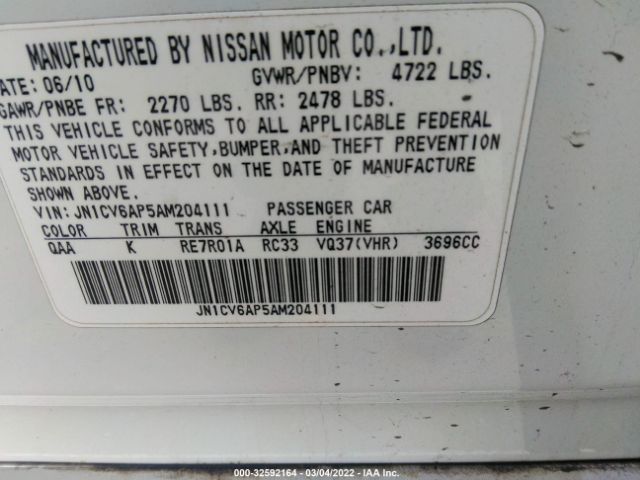 MANUFACTURED BY NISSAN MOTOR CO.,LTD.
ATE: 06/10 GVWR/PNBV: 4722 LBS.
GAWR/PNBE FR: 2270 LBS. RR: 2478 LBS.
THIS VEHICLE CONFORMS TO ALL APPLICABLE FEDERAL
MOTOR VEHICLE SAFETY,BUMPER,AND THEFT PREVENTION
STANDARDS IN EFFECT ON THE DATE OF MANUFACTURE
SHOWN ABOVE.
VIN: JN1CV6AP5AM204111 PASSENGER CAR
COLOR TRIM TRANS AXLE ENGINE
QAA K RE7R01A RC33 VQ37(VHR) 3696CC
JN1CV6AP5AM204111
000-32592164 - 03/04/2022 - IAA Inc.